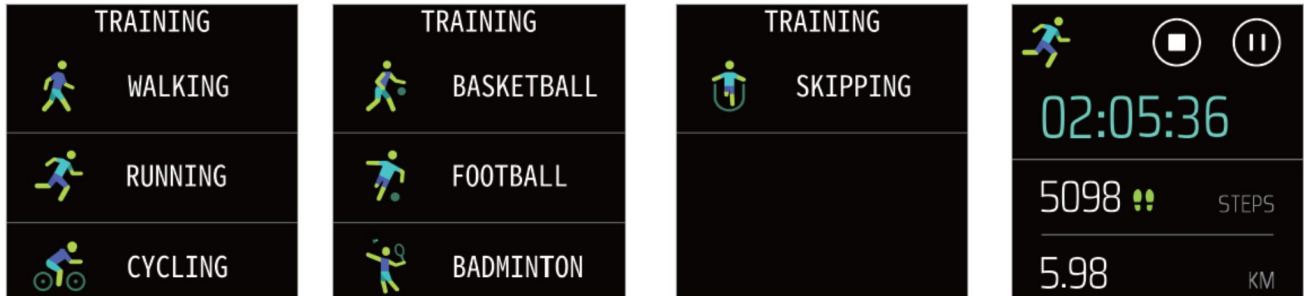 TRAINING
WALKING
RUNNING
CYCLING
TRAINING
BASKETBALL
FOOTBALL
BADMINTON
TRAINING
SKIPPING
02:05:36
5098 STEPS
5.98 KM